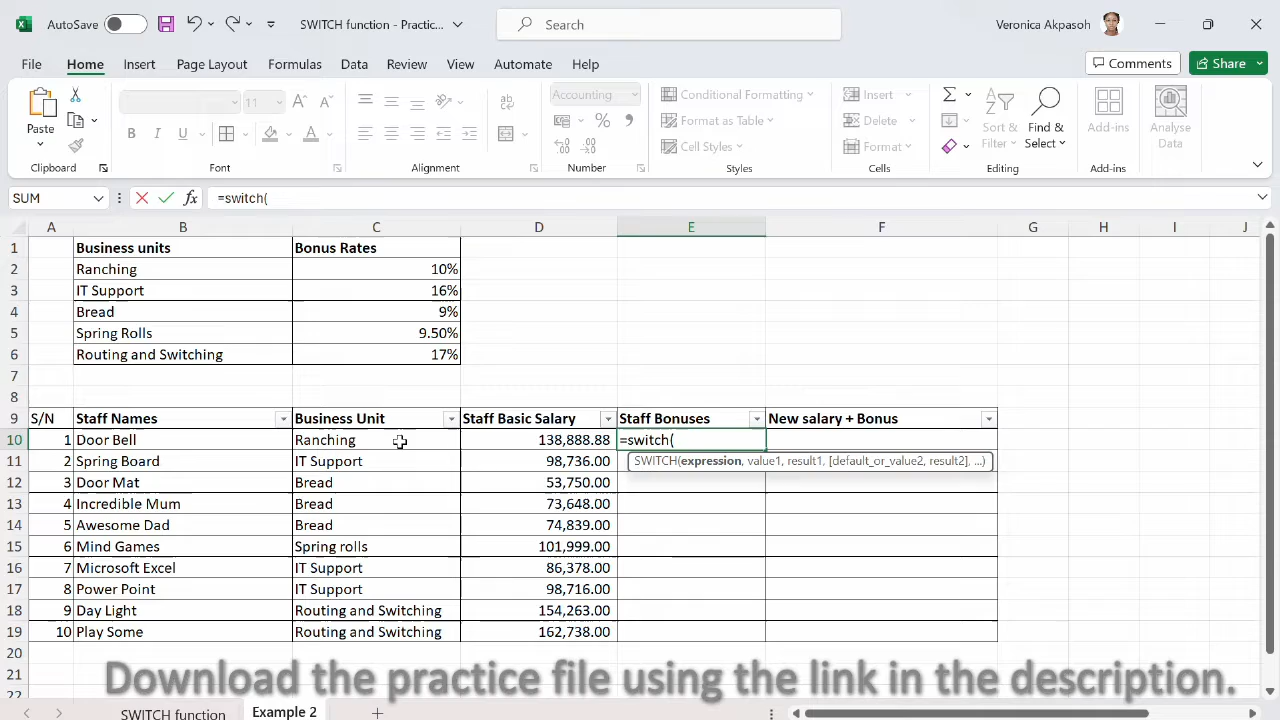 AutoSave
SWITCH function - Practic...
Search
Veronica Akpasoh
File Home Insert Page Layout Formulas Data Review View Automate Help
Comments
Share
Paste
11
B I U
A A
ab
Accounting
% 9
Conditional Formatting
Format as Table
Cell Styles
Insert
Delete
Format
Sort & Filter
Find & Select
Add-ins
Analyse Data
Clipboard Font Alignment Number Styles Cells Editing Add-ins
SUM
fx
=switch(
A B C D E F G H I J
1 Business units Bonus Rates
2 Ranching 10%
3 IT Support 16%
4 Bread 9%
5 Spring Rolls 9.50%
6 Routing and Switching 17%
7
8
9 S/N Staff Names Business Unit Staff Basic Salary Staff Bonuses New salary + Bonus
10 1 Door Bell Ranching 138,888.88 =switch(
SWITCH(expression, value1, result1, [default_or_value2, result2], ...)
11 2 Spring Board IT Support 98,736.00
12 3 Door Mat Bread 53,750.00
13 4 Incredible Mum Bread 73,648.00
14 5 Awesome Dad Bread 74,839.00
15 6 Mind Games Spring rolls 101,999.00
16 7 Microsoft Excel IT Support 86,378.00
17 8 Power Point IT Support 98,716.00
18 9 Day Light Routing and Switching 154,263.00
19 10 Play Some Routing and Switching 162,738.00
20
21
22
Download the practice file using the link in the description.
SWITCH function Example 2